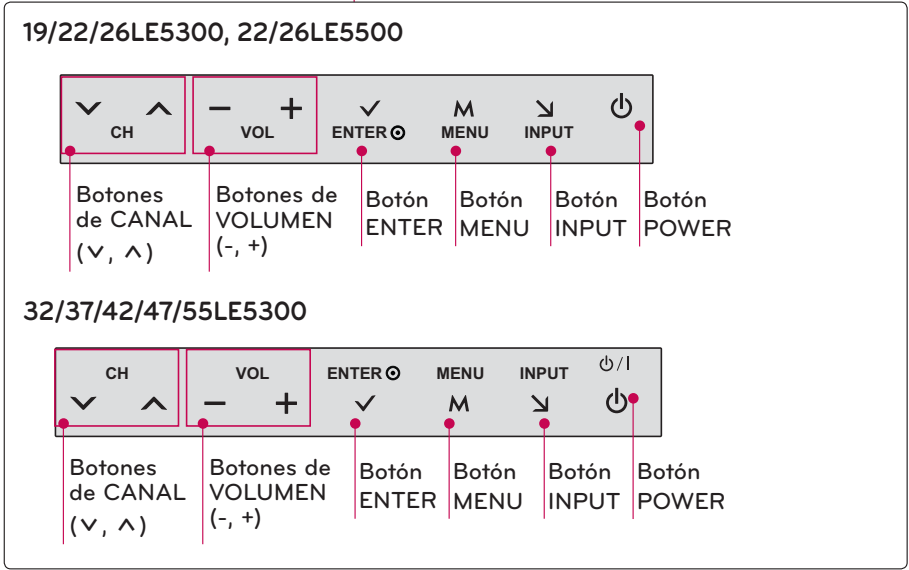 19/22/26LE5300, 22/26LE5500
CH
VOL
ENTER
MENU
INPUT
Botones
de CANAL
(∨, ∧)
Botones de
VOLUMEN
(-, +)
Botón
ENTER
Botón
MENU
Botón
INPUT
Botón
POWER
32/37/42/47/55LE5300
CH
VOL
ENTER
MENU
INPUT
⏻/I
Botones
de CANAL
(∨, ∧)
Botones de
VOLUMEN
(-, +)
Botón
ENTER
Botón
MENU
Botón
INPUT
Botón
POWER